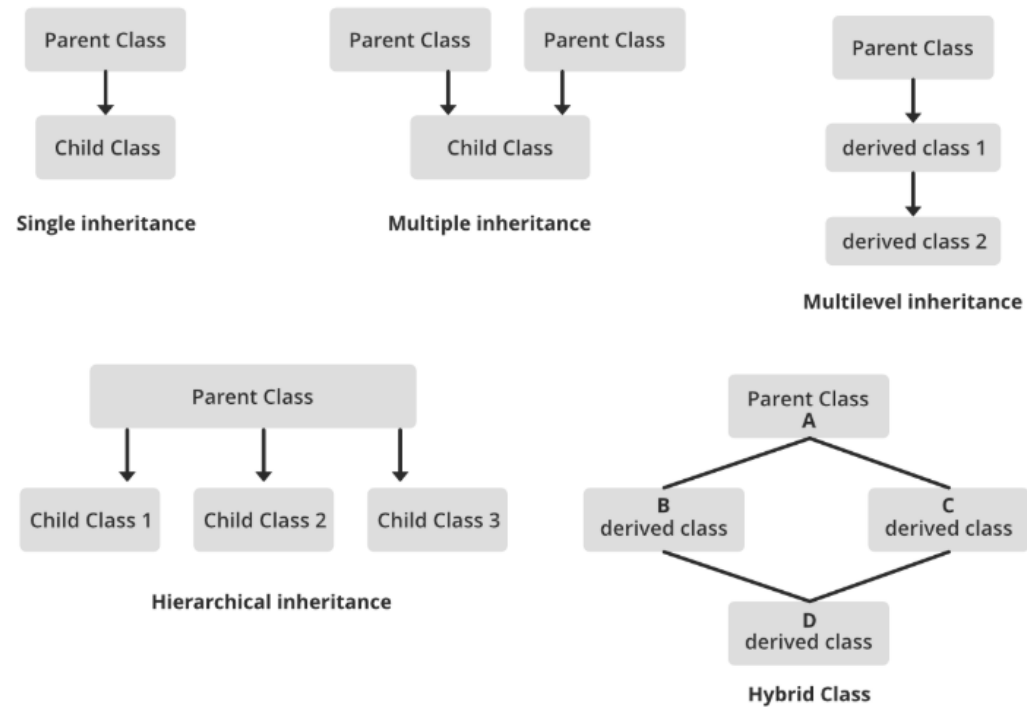 Parent Class
Child Class
Single inheritance
Parent Class
Parent Class
Child Class
Multiple inheritance
Parent Class
derived class 1
derived class 2
Multilevel inheritance
Parent Class
Child Class 1
Child Class 2
Child Class 3
Hierarchical inheritance
Parent Class
A
B
derived class
C
derived class
D
derived class
Hybrid Class